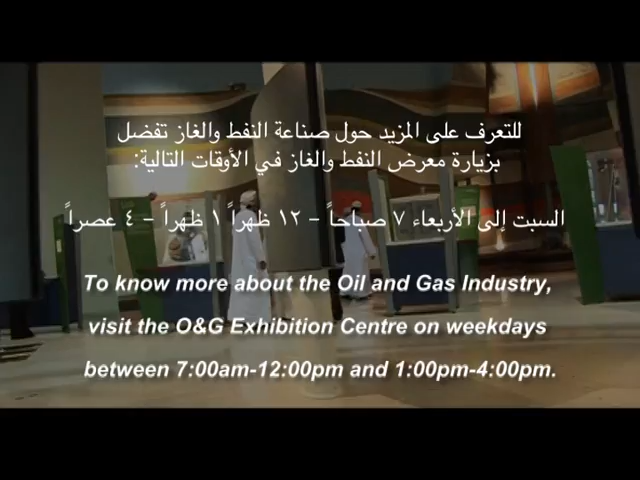 للتعرف على المزيد حول صناعة النفط والغاز تفضل
بزيارة معرض النفط والغاز في الأوقات التالية:
السبت إلى الأربعاء ٧ صباحاً - ١٢ ظهراً ١ ظهراً - ٤ عصراً
To know more about the Oil and Gas Industry,
visit the O&G Exhibition Centre on weekdays
between 7:00am-12:00pm and 1:00pm-4:00pm.